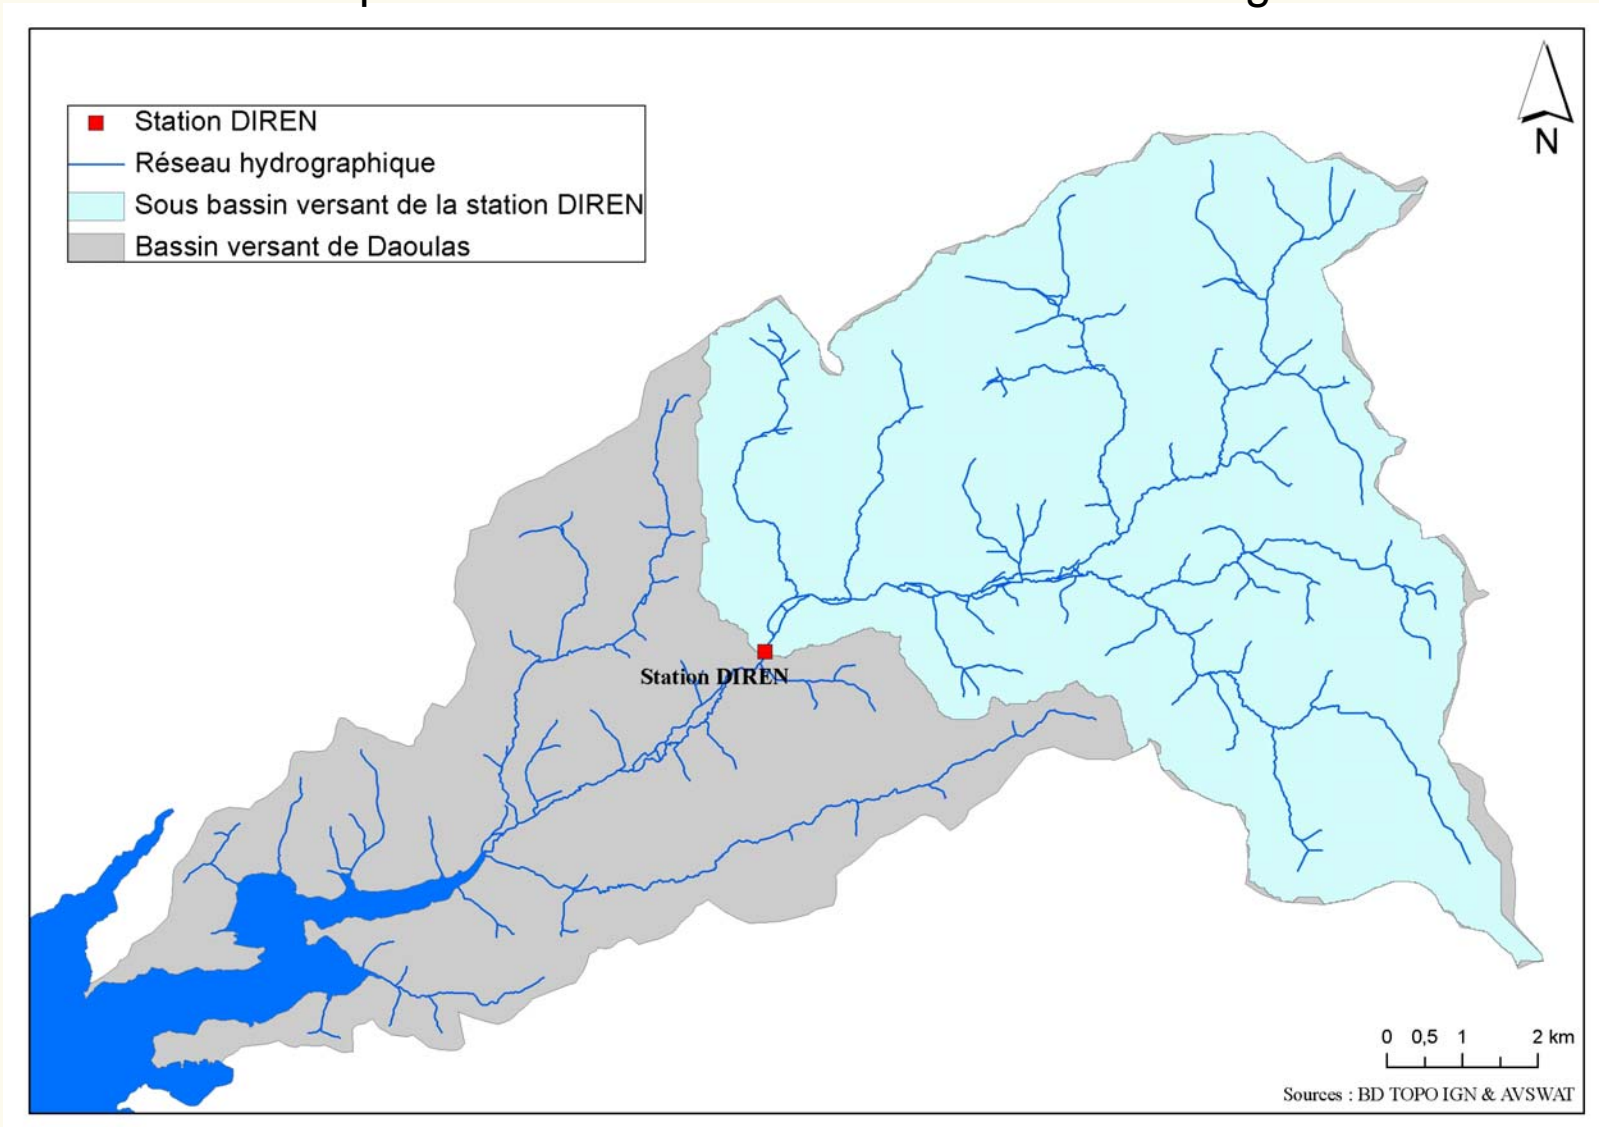 N
Station DIREN
Réseau hydrographique
Sous bassin versant de la station DIREN
Bassin versant de Daoulas
Station DIREN
0 0,5 1 2 km
Sources : BD TOPO IGN & AVSWAT